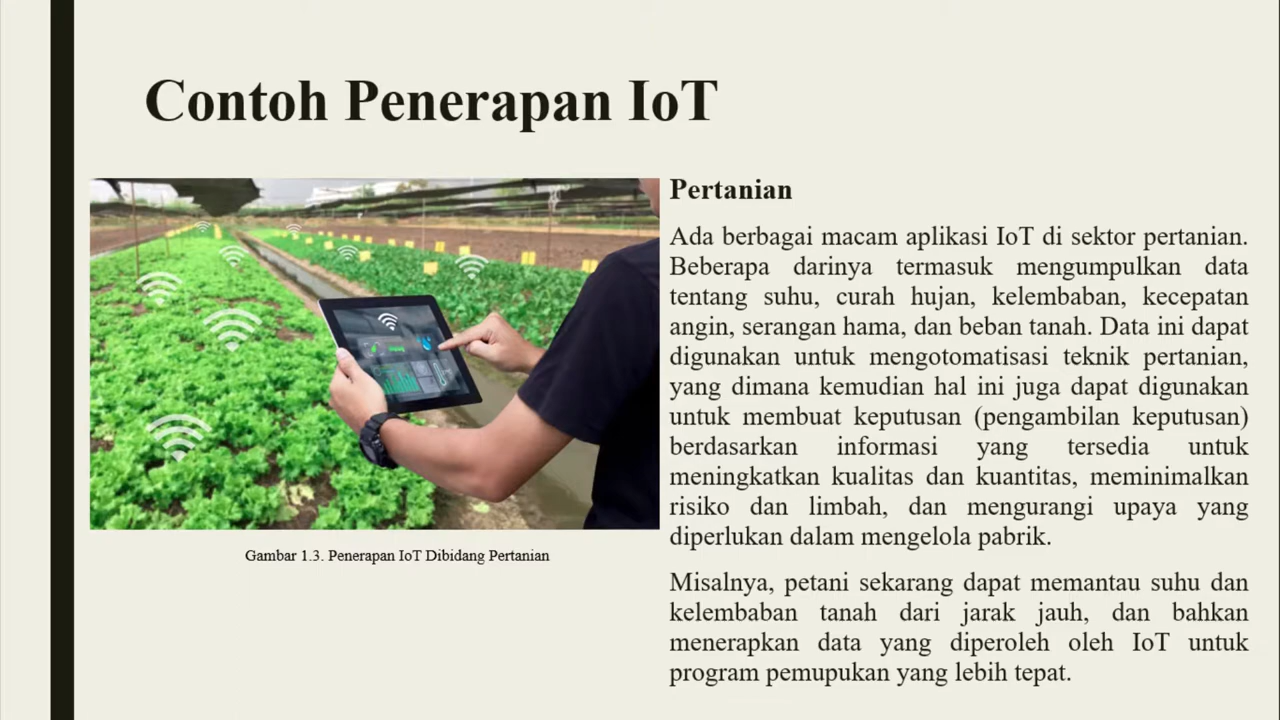 Contoh Penerapan IoT
Gambar 1.3. Penerapan IoT Dibidang Pertanian
Pertanian
Ada berbagai macam aplikasi IoT di sektor pertanian.
Beberapa darinya termasuk mengumpulkan data
tentang suhu, curah hujan, kelembaban, kecepatan
angin, serangan hama, dan beban tanah. Data ini dapat
digunakan untuk mengotomatisasi teknik pertanian,
yang dimana kemudian hal ini juga dapat digunakan
untuk membuat keputusan (pengambilan keputusan)
berdasarkan informasi yang tersedia untuk
meningkatkan kualitas dan kuantitas, meminimalkan
risiko dan limbah, dan mengurangi upaya yang
diperlukan dalam mengelola pabrik.
Misalnya, petani sekarang dapat memantau suhu dan
kelembaban tanah dari jarak jauh, dan bahkan
menerapkan data yang diperoleh oleh IoT untuk
program pemupukan yang lebih tepat.